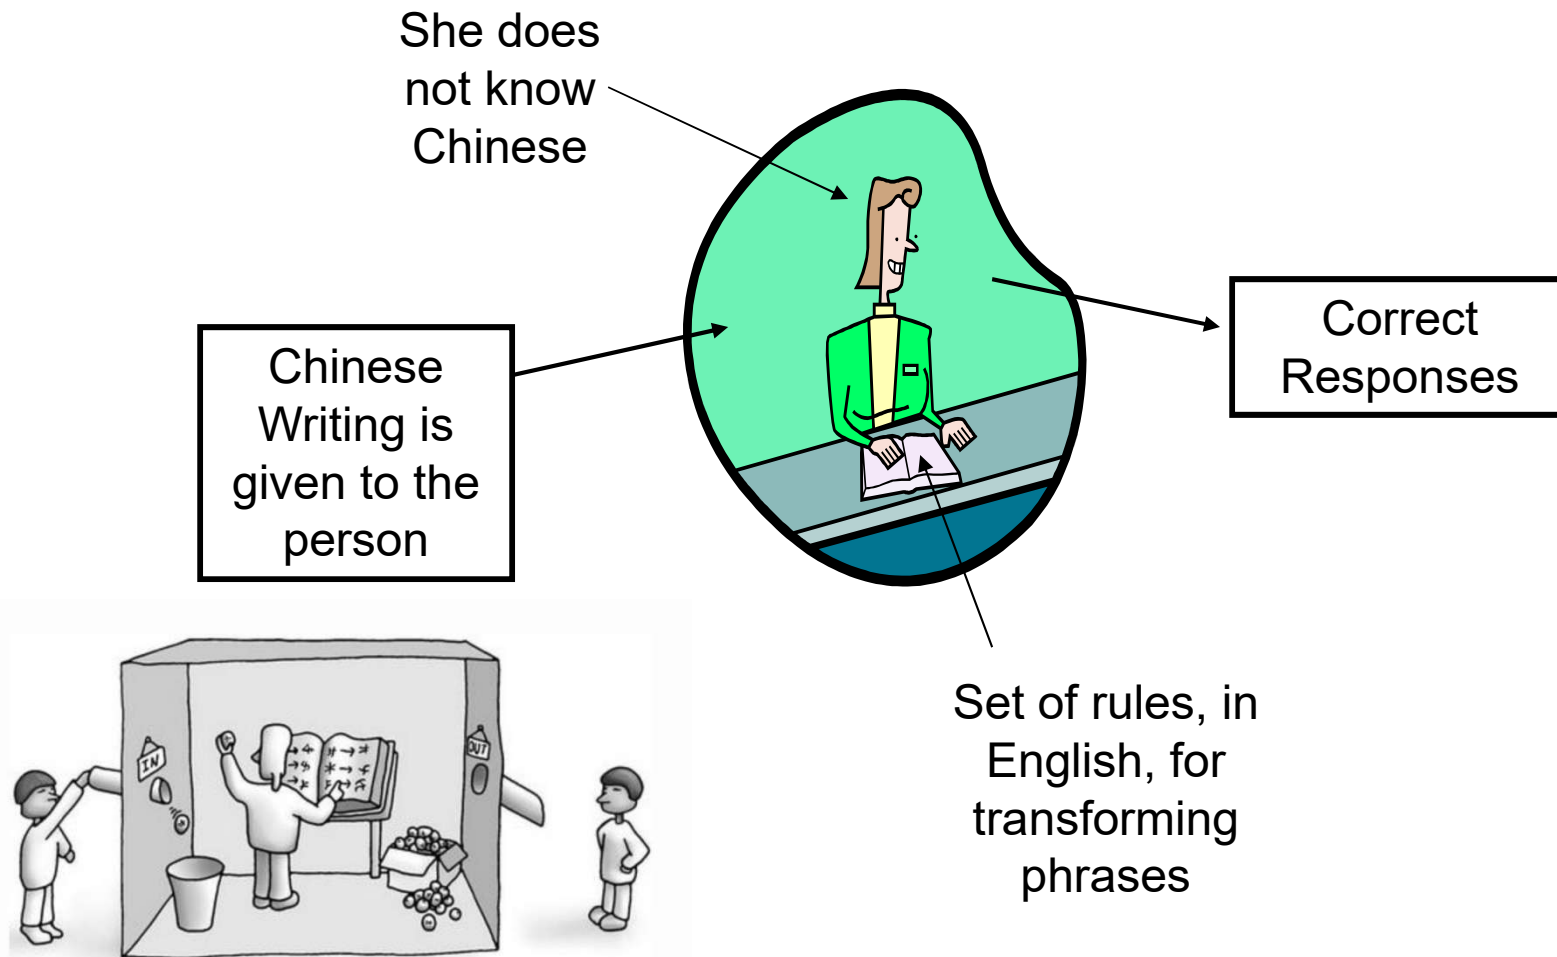 She does
not know
Chinese
Chinese
Writing is
given to the
person
Correct
Responses
Set of rules, in
English, for
transforming
phrases
IN
OUT